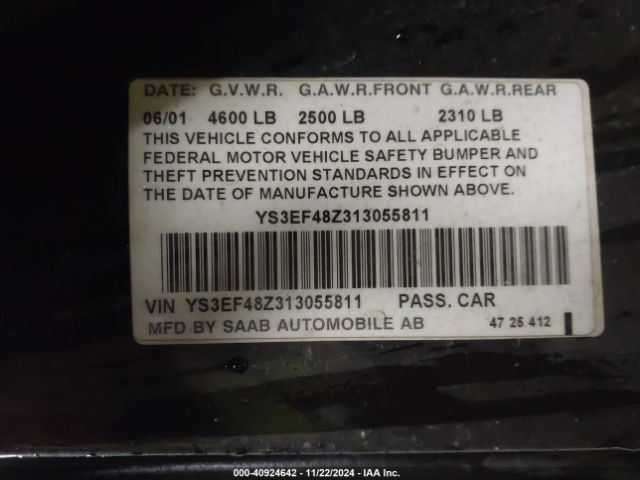 DATE: G.V.W.R. G.A.W.R.FRONT G.A.W.R.REAR
06/01 4600 LB 2500 LB 2310 LB
THIS VEHICLE CONFORMS TO ALL APPLICABLE
FEDERAL MOTOR VEHICLE SAFETY BUMPER AND
THEFT PREVENTION STANDARDS IN EFFECT ON
THE DATE OF MANUFACTURE SHOWN ABOVE.
YS3EF48Z313055811
VIN YS3EF48Z313055811 PASS. CAR
MFD BY SAAB AUTOMOBILE AB 47 25 412
000-40924642 - 11/22/2024 - IAA Inc.